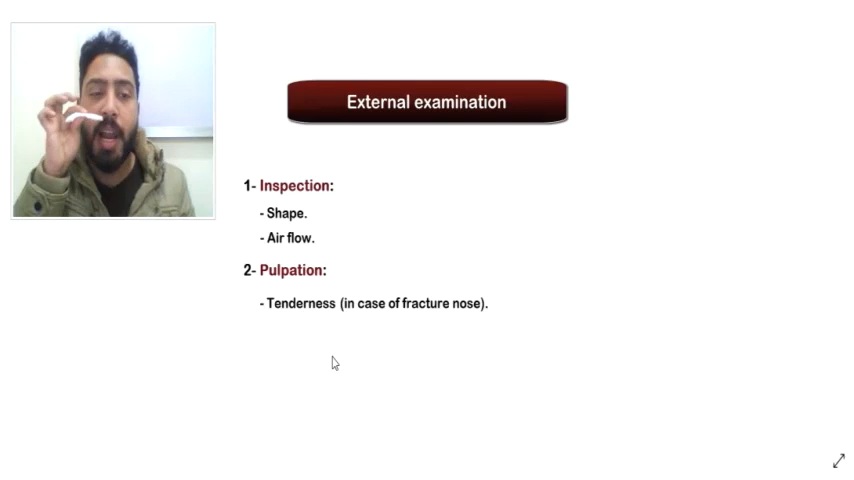 External examination
1- Inspection:
- Shape.
- Air flow.
2- Pulpation:
- Tenderness (in case of fracture nose).